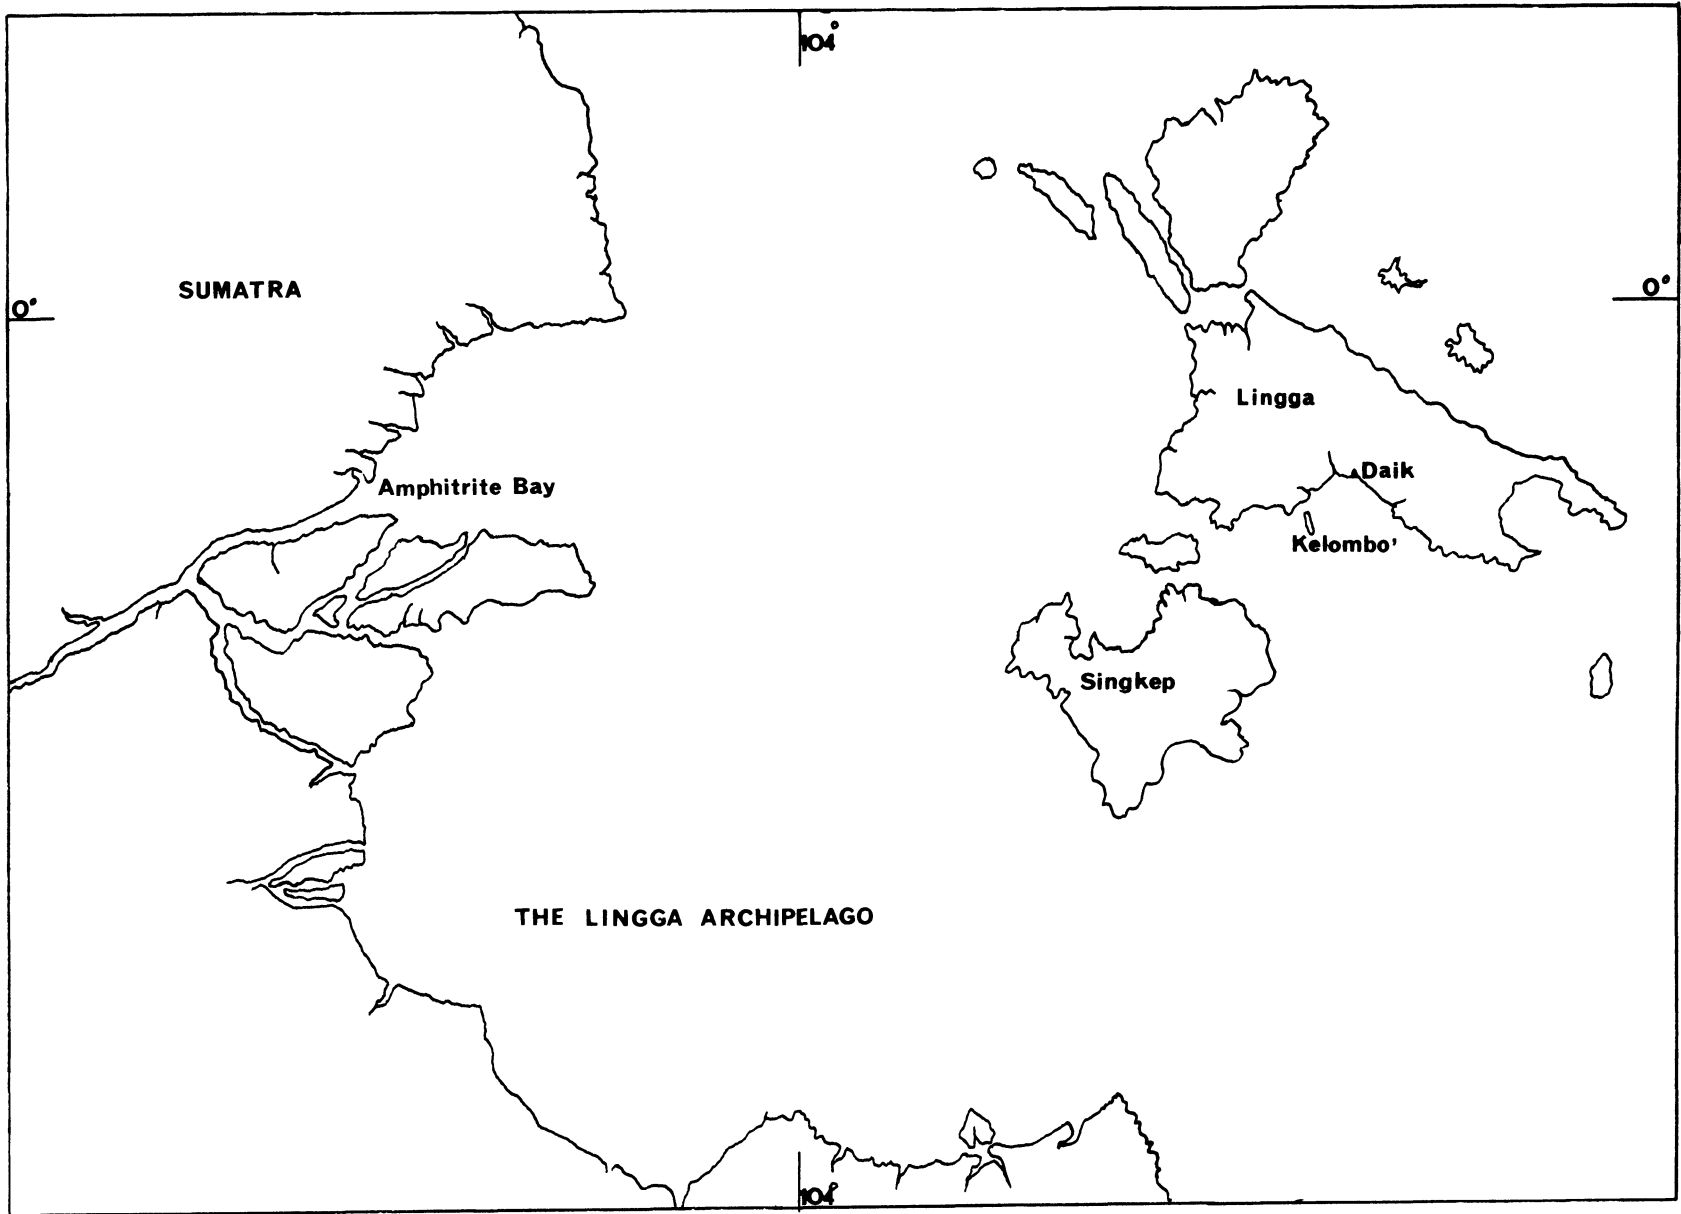 104°
SUMATRA
0°
0°
Lingga
Daik
Amphitrite Bay
Kelombo'
Singkep
THE LINGGA ARCHIPELAGO
104°